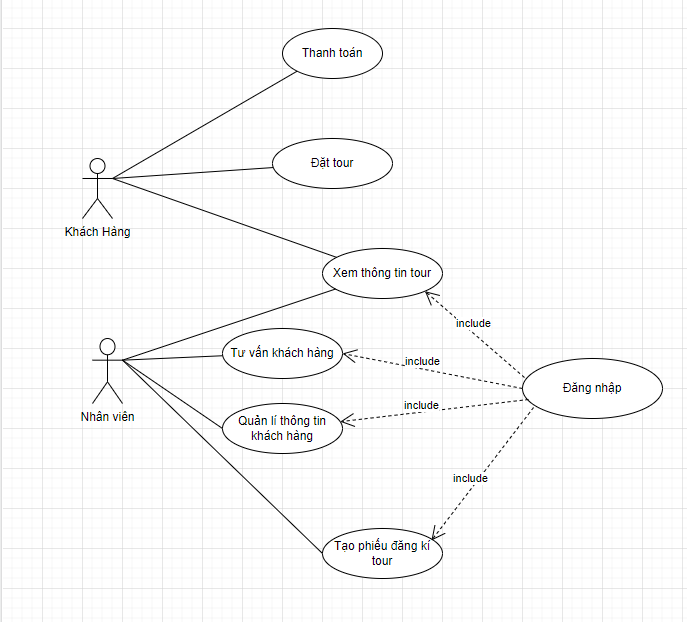 Thanh toán
Đặt tour
Khách Hàng
Xem thông tin tour
include
Tư vấn khách hàng
include
Đăng nhập
Nhân viên
Quản lí thông tin
khách hàng
include
include
Tạo phiếu đăng kí
tour